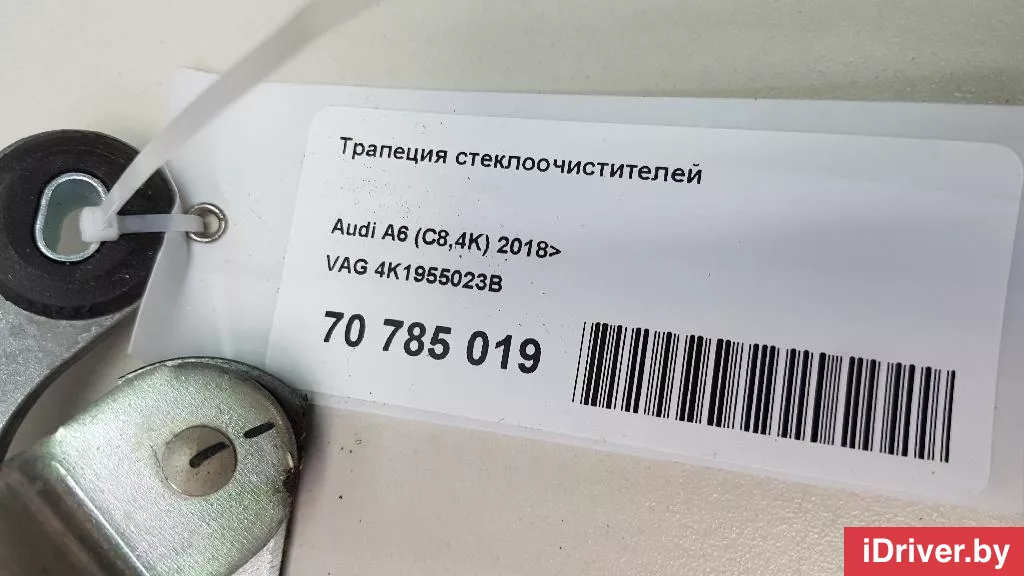 Трапеция стеклоочистителей
Audi A6 (C8,4K) 2018>
VAG 4K1955023B
70 785 019
iDriver.by